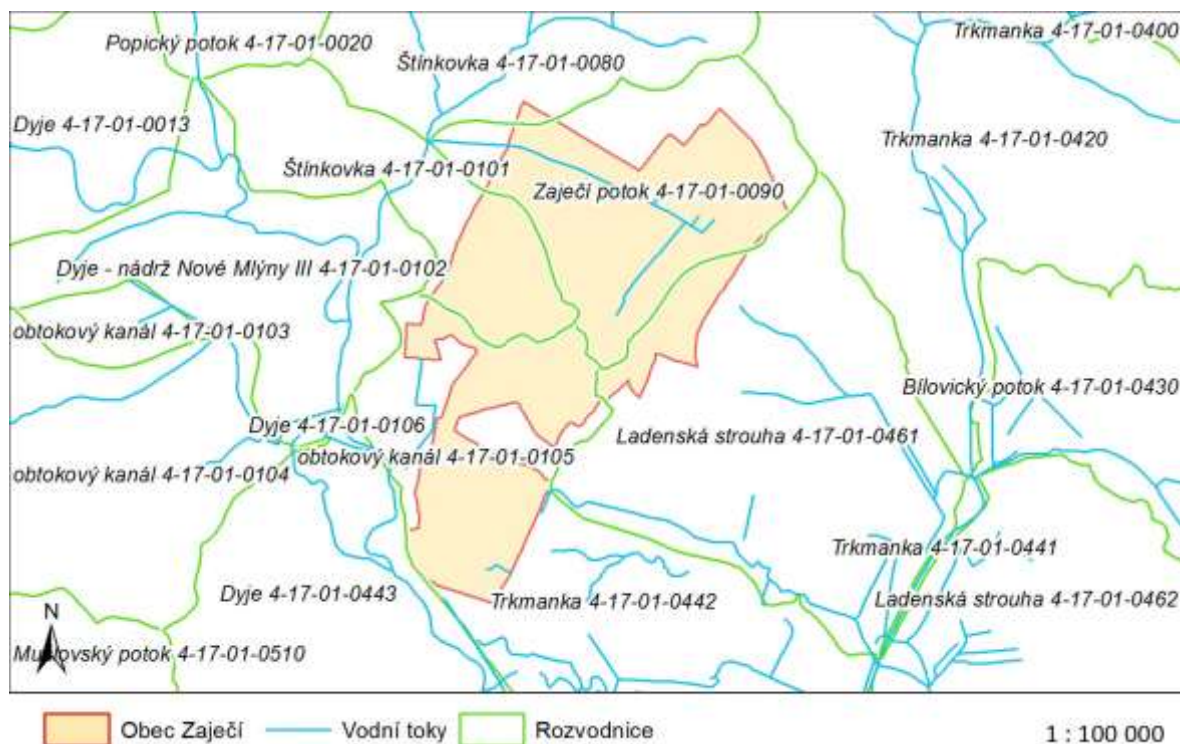 Popický potok 4-17-01-0020
Trkmanka 4-17-01-0400
Štínkovka 4-17-01-0080
Dyje 4-17-01-0013
Trkmanka 4-17-01-0420
Štínkovka 4-17-01-0101
Zaječí potok 4-17-01-0090
Dyje - nádrž Nové Mlýny III 4-17-01-0102
obtokový kanál 4-17-01-0103
Bílovický potok 4-17-01-0430
Dyje 4-17-01-0106
Ladenská strouha 4-17-01-0461
obtokový kanál 4-17-01-0105
obtokový kanál 4-17-01-0104
Trkmanka 4-17-01-0441
Dyje 4-17-01-0443
Trkmanka 4-17-01-0442
Ladenská strouha 4-17-01-0462
N
potok 4-17-01-0510
Obec Zaječí
Vodní toky
Rozvodnice
1 : 100 000